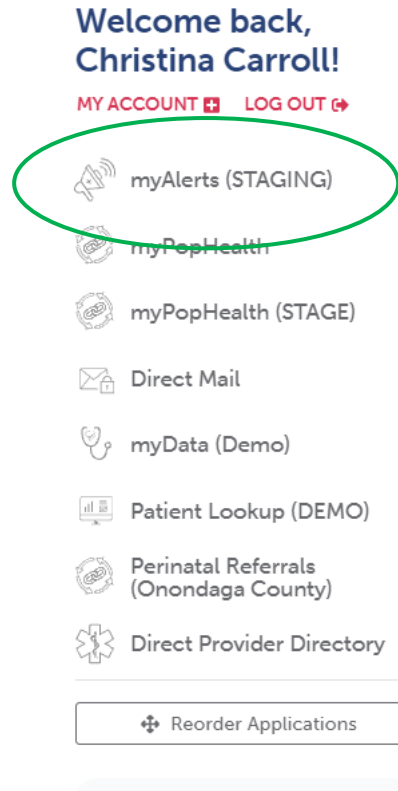 Welcome back,
Christina Carroll!
MY ACCOUNT LOG OUT
myAlerts (STAGING)
myPopHealth
myPopHealth (STAGE)
Direct Mail
myData (Demo)
Patient Lookup (DEMO)
Perinatal Referrals
(Onondaga County)
Direct Provider Directory
Reorder Applications